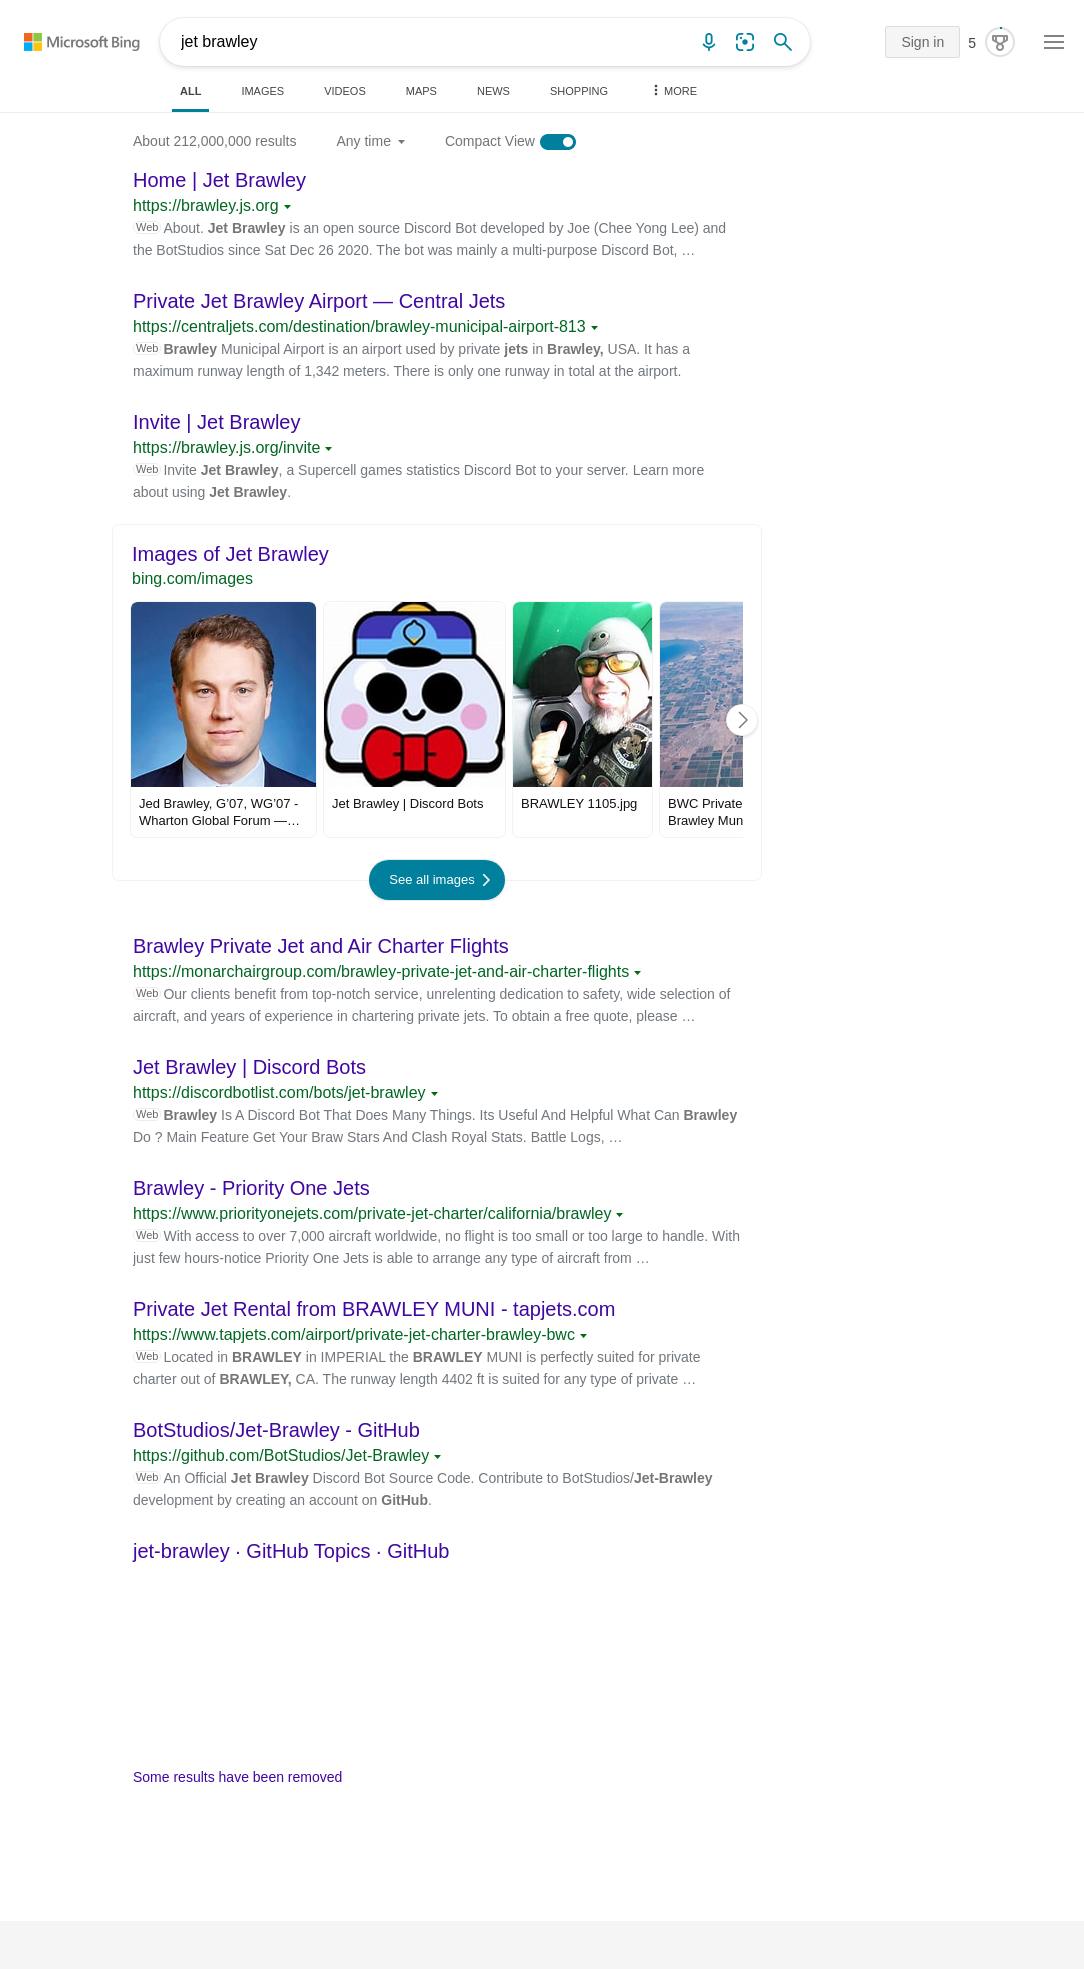 Microsoft Bing
jet brawley
Sign in
5
ALL
IMAGES
VIDEOS
MAPS
NEWS
SHOPPING
MORE
About 212,000,000 results
Any time
Compact View
Home | Jet Brawley
https://brawley.js.org
Web About. Jet Brawley is an open source Discord Bot developed by Joe (Chee Yong Lee) and
the BotStudios since Sat Dec 26 2020. The bot was mainly a multi-purpose Discord Bot, …
Private Jet Brawley Airport — Central Jets
https://centraljets.com/destination/brawley-municipal-airport-813
Web Brawley Municipal Airport is an airport used by private jets in Brawley, USA. It has a
maximum runway length of 1,342 meters. There is only one runway in total at the airport.
Invite | Jet Brawley
https://brawley.js.org/invite
Web Invite Jet Brawley, a Supercell games statistics Discord Bot to your server. Learn more
about using Jet Brawley.
Images of Jet Brawley
bing.com/images
Jed Brawley, G’07, WG’07 -
Wharton Global Forum —…
Jet Brawley | Discord Bots
BRAWLEY 1105.jpg
BWC Private
Brawley Mun
See all images
Brawley Private Jet and Air Charter Flights
https://monarchairgroup.com/brawley-private-jet-and-air-charter-flights
Web Our clients benefit from top-notch service, unrelenting dedication to safety, wide selection of
aircraft, and years of experience in chartering private jets. To obtain a free quote, please …
Jet Brawley | Discord Bots
https://discordbotlist.com/bots/jet-brawley
Web Brawley Is A Discord Bot That Does Many Things. Its Useful And Helpful What Can Brawley
Do ? Main Feature Get Your Braw Stars And Clash Royal Stats. Battle Logs, …
Brawley - Priority One Jets
https://www.priorityonejets.com/private-jet-charter/california/brawley
Web With access to over 7,000 aircraft worldwide, no flight is too small or too large to handle. With
just few hours-notice Priority One Jets is able to arrange any type of aircraft from …
Private Jet Rental from BRAWLEY MUNI - tapjets.com
https://www.tapjets.com/airport/private-jet-charter-brawley-bwc
Web Located in BRAWLEY in IMPERIAL the BRAWLEY MUNI is perfectly suited for private
charter out of BRAWLEY, CA. The runway length 4402 ft is suited for any type of private …
BotStudios/Jet-Brawley - GitHub
https://github.com/BotStudios/Jet-Brawley
Web An Official Jet Brawley Discord Bot Source Code. Contribute to BotStudios/Jet-Brawley
development by creating an account on GitHub.
jet-brawley · GitHub Topics · GitHub
Some results have been removed